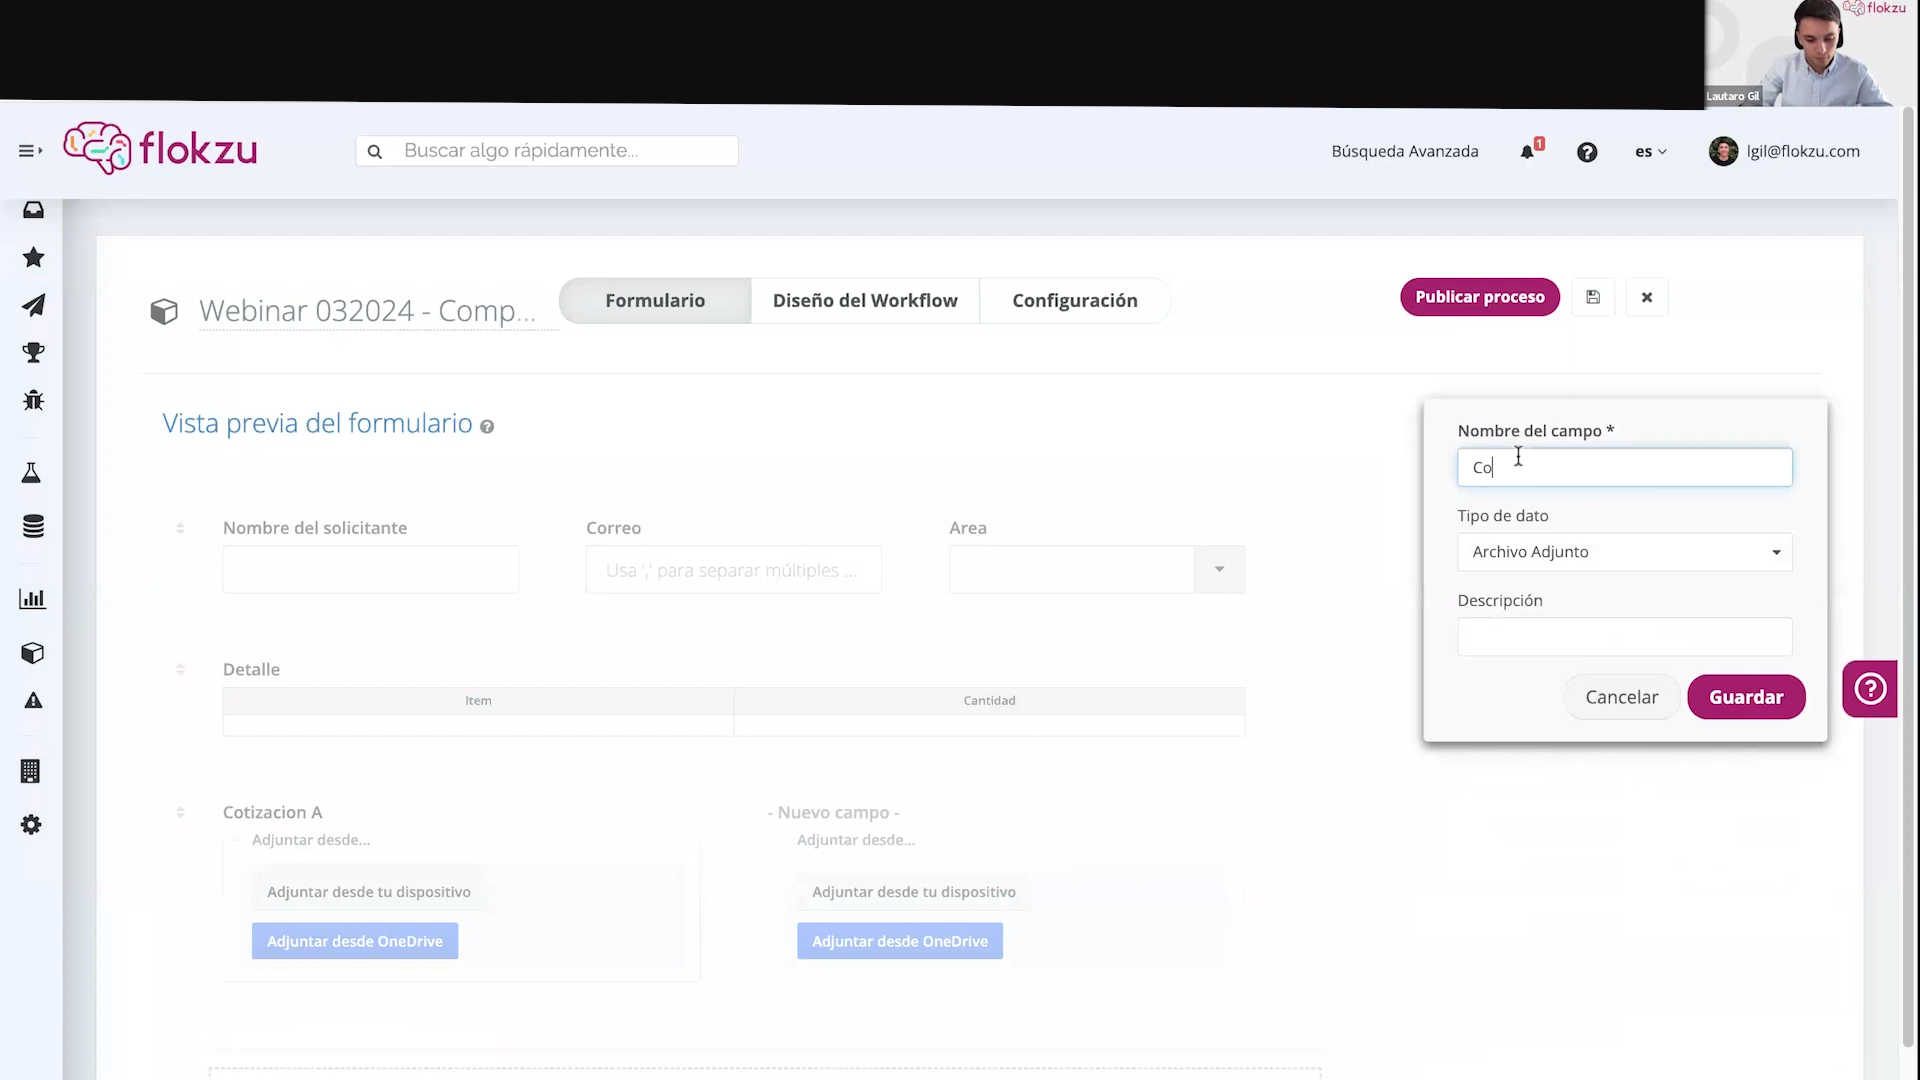 flokzu
Lautaro Gil
flokzu
Buscar algo rápidamente...
Búsqueda Avanzada
1
es
lgil@flokzu.com
Webinar 032024 - Comp...
Formulario
Diseño del Workflow
Configuración
Publicar proceso
Vista previa del formulario
Nombre del campo *
Co
Tipo de dato
Archivo Adjunto
Descripción
Cancelar
Guardar
Nombre del solicitante
Correo
Area
Usa ',' para separar múltiples ...
Detalle
Item
Cantidad
Cotizacion A
- Nuevo campo -
Adjuntar desde...
Adjuntar desde...
Adjuntar desde tu dispositivo
Adjuntar desde tu dispositivo
Adjuntar desde OneDrive
Adjuntar desde OneDrive